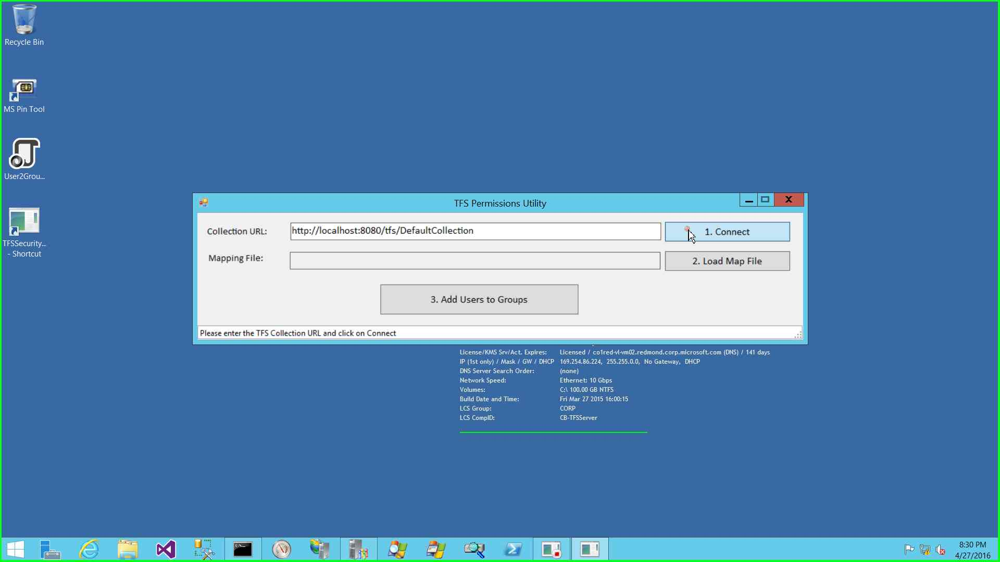 Recycle Bin
MS Pin Tool
User2Grou...
TFSSecurity...
- Shortcut
TFS Permissions Utility
Collection URL:
http://localhost:8080/tfs/DefaultCollection
1. Connect
Mapping File:
2. Load Map File
3. Add Users to Groups
Please enter the TFS Collection URL and click on Connect
License/KMS Srv/Act. Expires: Licensed / co1red-vl-vm02.redmond.corp.microsoft.com (DNS) / 141 days
IP (1st only) / Mask / GW / DHCP 169.254.86.224, 255.255.0.0, No Gateway, DHCP
DNS Server Search Order: (none)
Network Speed: Ethernet: 10 Gbps
Volumes: C:\ 100.00 GB NTFS
Build Date and Time: Fri Mar 27 2015 16:00:15
LCS Group: CORP
LCS CompID: CB-TFSServer
8:30 PM
4/27/2016